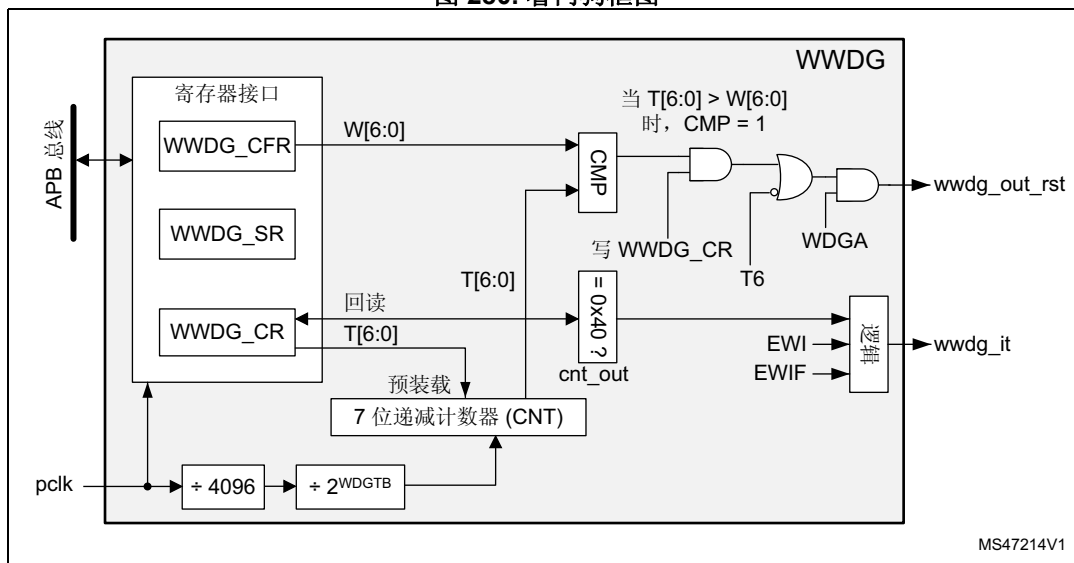 WWDG
寄存器接口
APB 总线
WWDG_CFR
W[6:0]
当 T[6:0] > W[6:0]
时，CMP = 1
CMP
wwdg_out_rst
WWDG_SR
写 WWDG_CR
WDGA
T6
T[6:0]
回读
= 0x40 ?
WWDG_CR
T[6:0]
cnt_out
EWI
EWIF
逻辑
wwdg_it
预装载
7 位递减计数器 (CNT)
pclk
÷ 4096
÷ 2WDGTB
MS47214V1